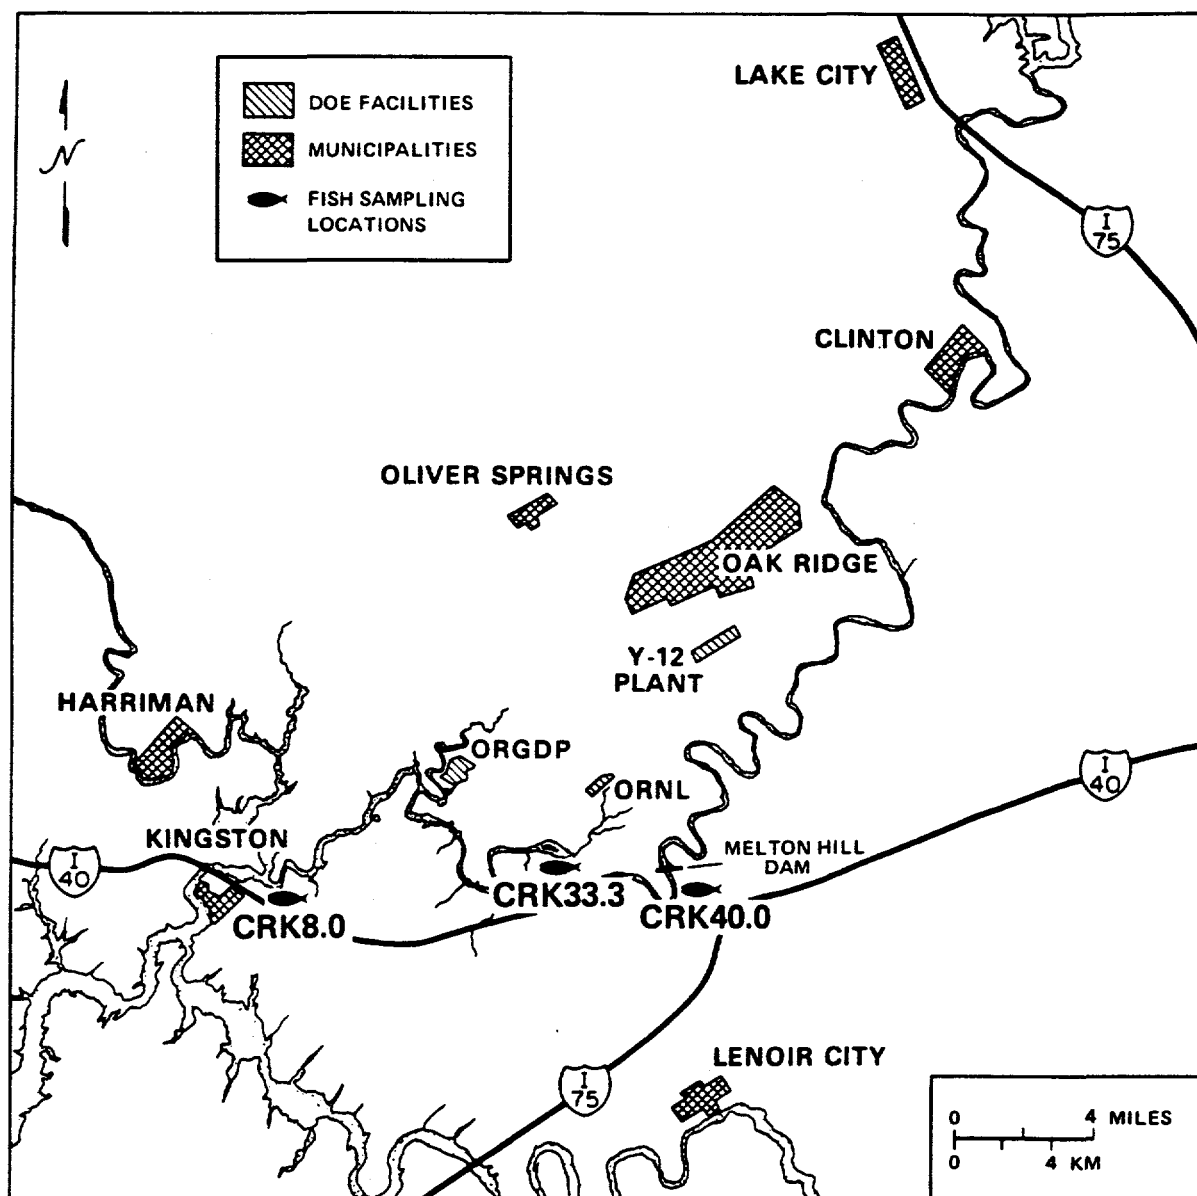 LAKE CITY
DOE FACILITIES
MUNICIPALITIES
FISH SAMPLING
LOCATIONS
N
I
75
CLINTON
OLIVER SPRINGS
OAK RIDGE
Y-12
PLANT
HARRIMAN
ORGDP
ORNL
I
40
KINGSTON
MELTON HILL
DAM
I
40
CRK33.3
CRK40.0
CRK8.0
LENOIR CITY
I
75
0 4 MILES
0 4 KM